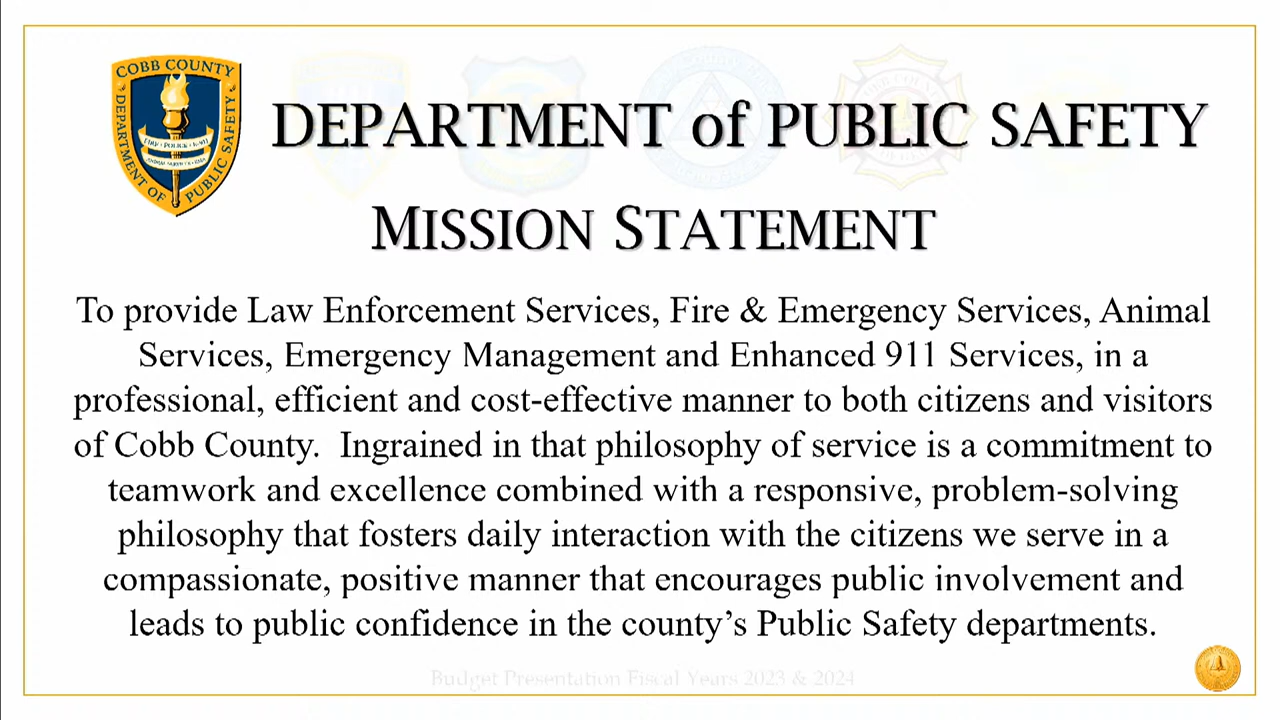 COBB COUNTY
DEPARTMENT OF PUBLIC SAFETY
DEPARTMENT of PUBLIC SAFETY
MISSION STATEMENT
To provide Law Enforcement Services, Fire & Emergency Services, Animal
Services, Emergency Management and Enhanced 911 Services, in a
professional, efficient and cost-effective manner to both citizens and visitors
of Cobb County.  Ingrained in that philosophy of service is a commitment to
teamwork and excellence combined with a responsive, problem-solving
philosophy that fosters daily interaction with the citizens we serve in a
compassionate, positive manner that encourages public involvement and
leads to public confidence in the county’s Public Safety departments.
Budget Presentation Fiscal Years 2023 & 2024